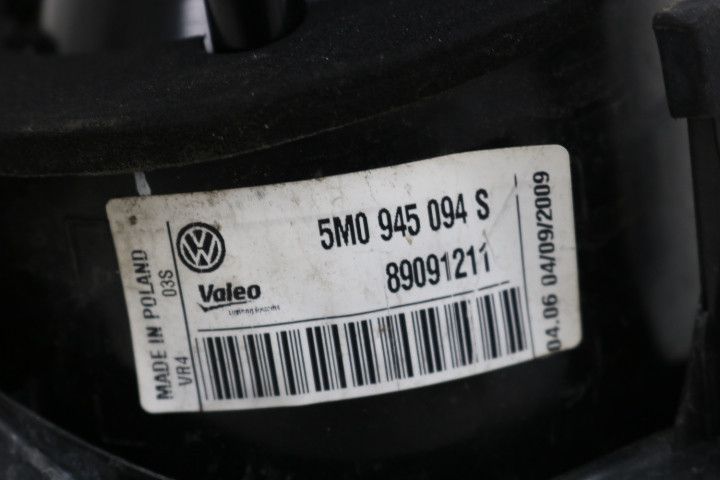 5M0 945 094 S
89091211
Valeo
MADE IN POLAND
03S
VR4
04.06 04/09/2009